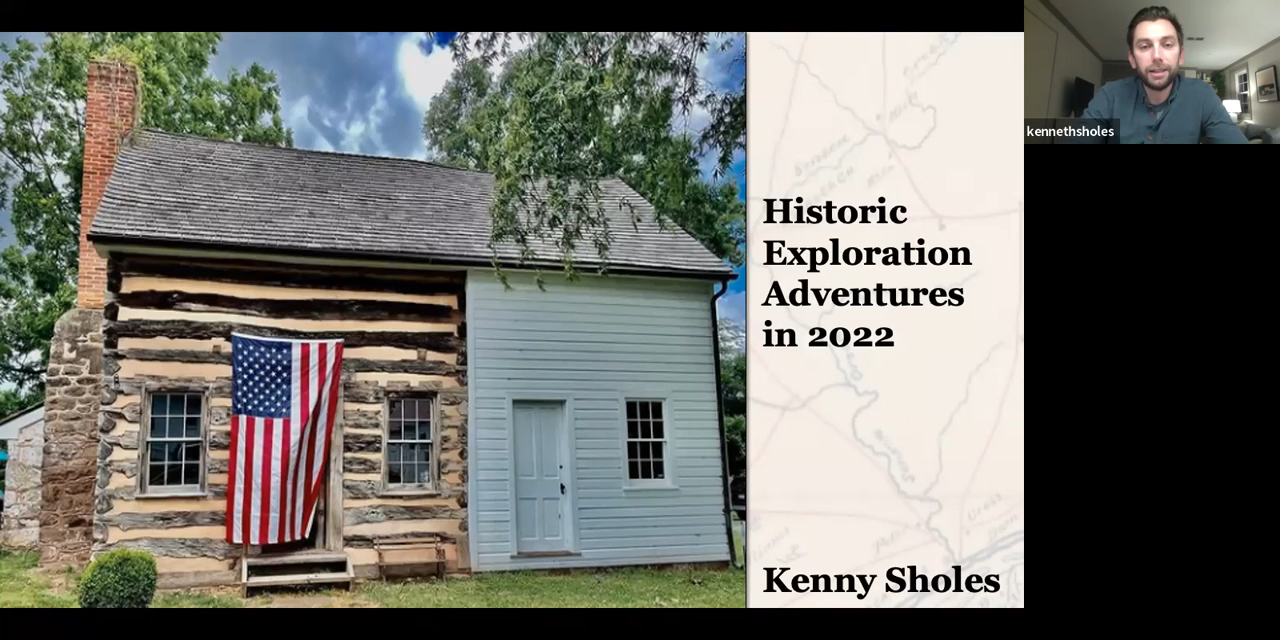 Historic
Exploration
Adventures
in 2022
Kenny Sholes
kennethsholes